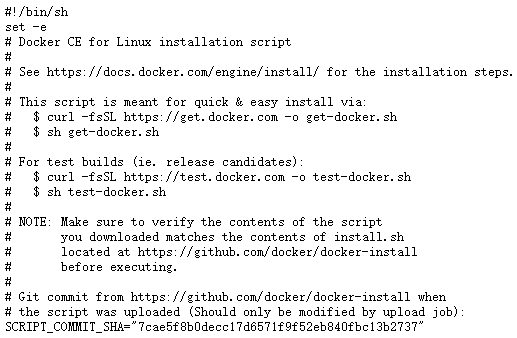 #!/bin/sh
set -e
# Docker CE for Linux installation script
#
# See https://docs.docker.com/engine/install/ for the installation steps.
#
# This script is meant for quick & easy install via:
#   $ curl -fsSL https://get.docker.com -o get-docker.sh
#   $ sh get-docker.sh
#
# For test builds (ie. release candidates):
#   $ curl -fsSL https://test.docker.com -o test-docker.sh
#   $ sh test-docker.sh
#
# NOTE: Make sure to verify the contents of the script
#       you downloaded matches the contents of install.sh
#       located at https://github.com/docker/docker-install
#       before executing.
#
# Git commit from https://github.com/docker/docker-install when
# the script was uploaded (Should only be modified by upload job):
SCRIPT_COMMIT_SHA="7cae5f8b0decc17d6571f9f52eb840fbc13b2737"